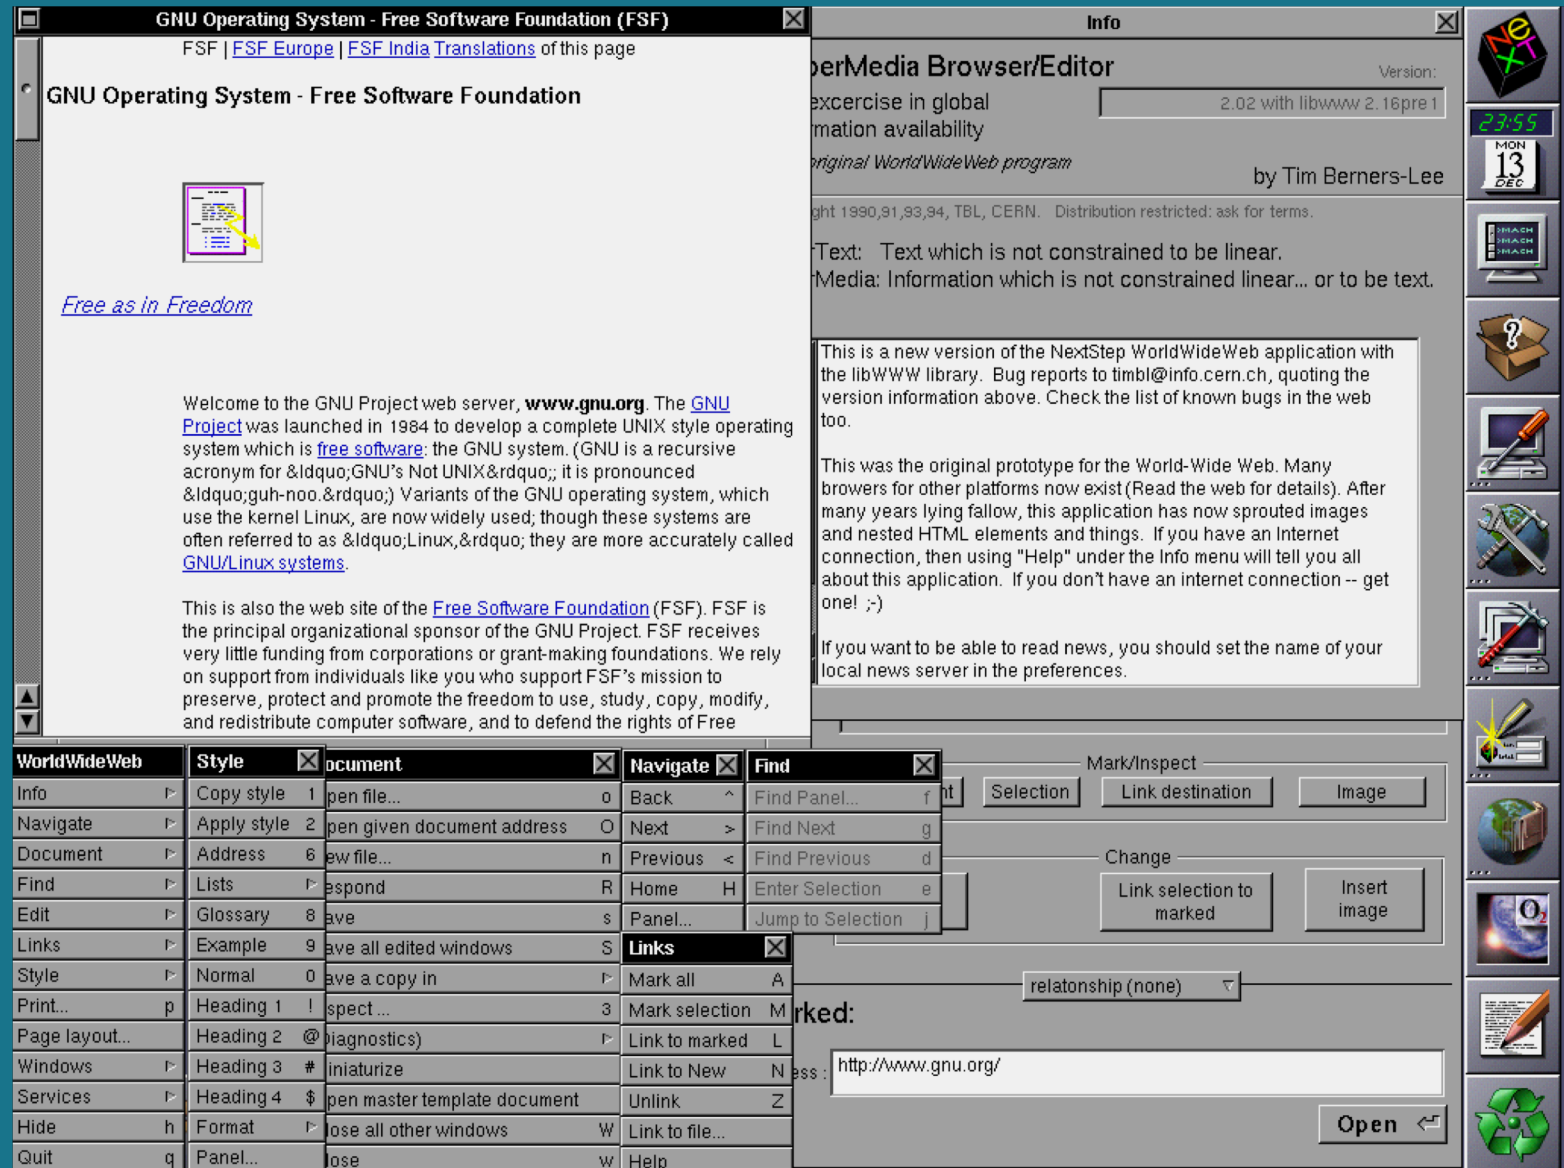 GNU Operating System - Free Software Foundation (FSF)
FSF | FSF Europe | FSF India Translations of this page
GNU Operating System - Free Software Foundation
Free as in Freedom
Welcome to the GNU Project web server, www.gnu.org. The GNU
Project was launched in 1984 to develop a complete UNIX style operating
system which is free software: the GNU system. (GNU is a recursive
acronym for &ldquo;GNU's Not UNIX&rdquo;; it is pronounced
&ldquo;guh-noo.&rdquo;) Variants of the GNU operating system, which
use the kernel Linux, are now widely used; though these systems are
often referred to as &ldquo;Linux,&rdquo; they are more accurately called
GNU/Linux systems.
This is also the web site of the Free Software Foundation (FSF). FSF is
the principal organizational sponsor of the GNU Project. FSF receives
very little funding from corporations or grant-making foundations. We rely
on support from individuals like you who support FSF's mission to
preserve, protect and promote the freedom to use, study, copy, modify,
and redistribute computer software, and to defend the rights of Free
Info
perMedia Browser/Editor
Version:
excercise in global
2.02 with libwww 2.16pre1
mation availability
original WorldWideWeb program
by Tim Berners-Lee
ght 1990,91,93,94, TBL, CERN. Distribution restricted: ask for terms.
rText: Text which is not constrained to be linear.
rMedia: Information which is not constrained linear... or to be text.
This is a new version of the NextStep WorldWideWeb application with
the libWWW library. Bug reports to timbl@info.cern.ch, quoting the
version information above. Check the list of known bugs in the web
too.
This was the original prototype for the World-Wide Web. Many
browers for other platforms now exist (Read the web for details). After
many years lying fallow, this application has now sprouted images
and nested HTML elements and things. If you have an Internet
connection, then using "Help" under the Info menu will tell you all
about this application. If you don't have an internet connection -- get
one! ;-)
If you want to be able to read news, you should set the name of your
local news server in the preferences.
WorldWideWeb
Info
Navigate
Document
Find
Edit
Links
Style
Print... p
Page layout...
Windows
Services
Hide h
Quit q
Style
Copy style 1
Apply style 2
Address 6
Lists
Glossary 8
Example 9
Normal 0
Heading 1 !
Heading 2 @
Heading 3 #
Heading 4 $
Format
Panel...
ocument
pen file... o
pen given document address O
ew file... n
espond R
ave s
ave all edited windows S
ave a copy in
spect ... 3
iagnostics)
iniaturize
pen master template document
lose all other windows W
lose w
Navigate
Back ^
Next >
Previous <
Home H
Panel...
Find
Find Panel... f
Find Next g
Find Previous d
Enter Selection e
Jump to Selection j
Links
Mark all A
Mark selection M
Link to marked L
Link to New N
Unlink Z
Link to file...
Help
Mark/Inspect
nt
Selection
Link destination
Image
Change
Link selection to
marked
Insert
image
relatonship (none)
rked:
ess : http://www.gnu.org/
Open
NeXT
23:55
MON
13
DEC
>MACH
>MACH
>MACH
?
O2